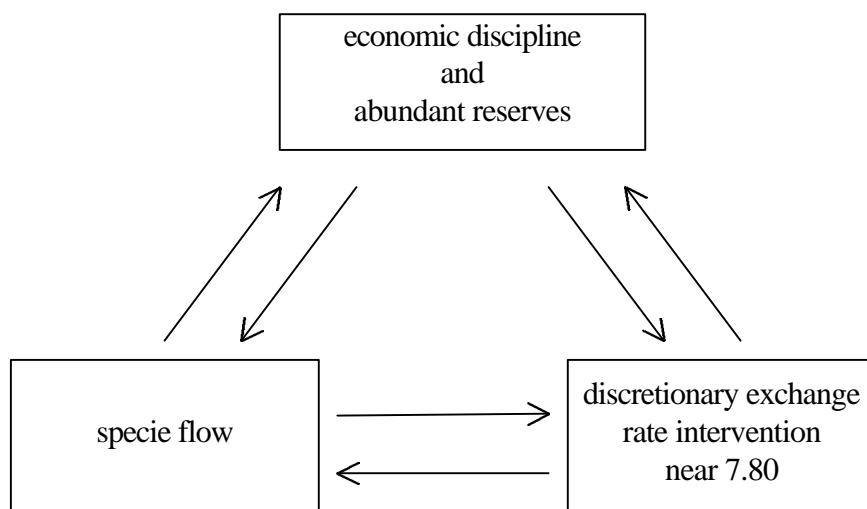 economic discipline
and
abundant reserves
specie flow
discretionary exchange
rate intervention
near 7.80